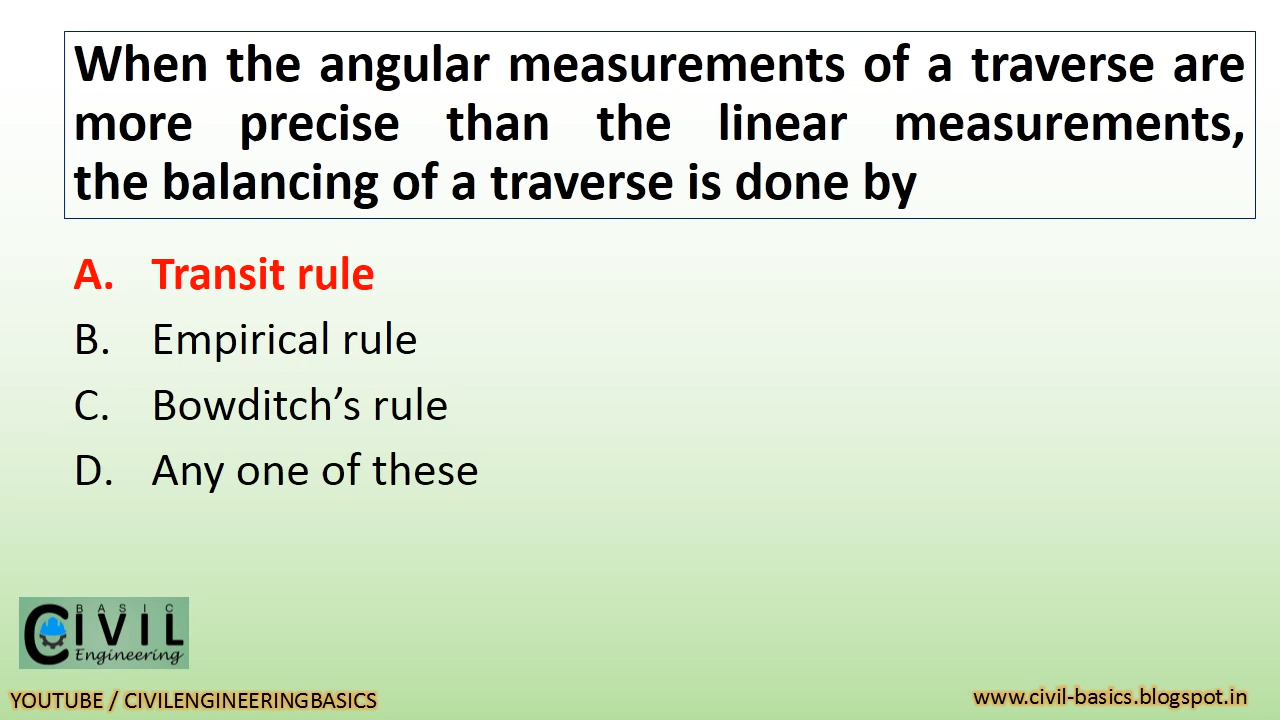 When the angular measurements of a traverse are
more precise than the linear measurements,
the balancing of a traverse is done by
A. Transit rule
B. Empirical rule
C. Bowditch’s rule
D. Any one of these
BASIC
CIVIL
Engineering
YOUTUBE / CIVILENGINEERINGBASICS
www.civil-basics.blogspot.in